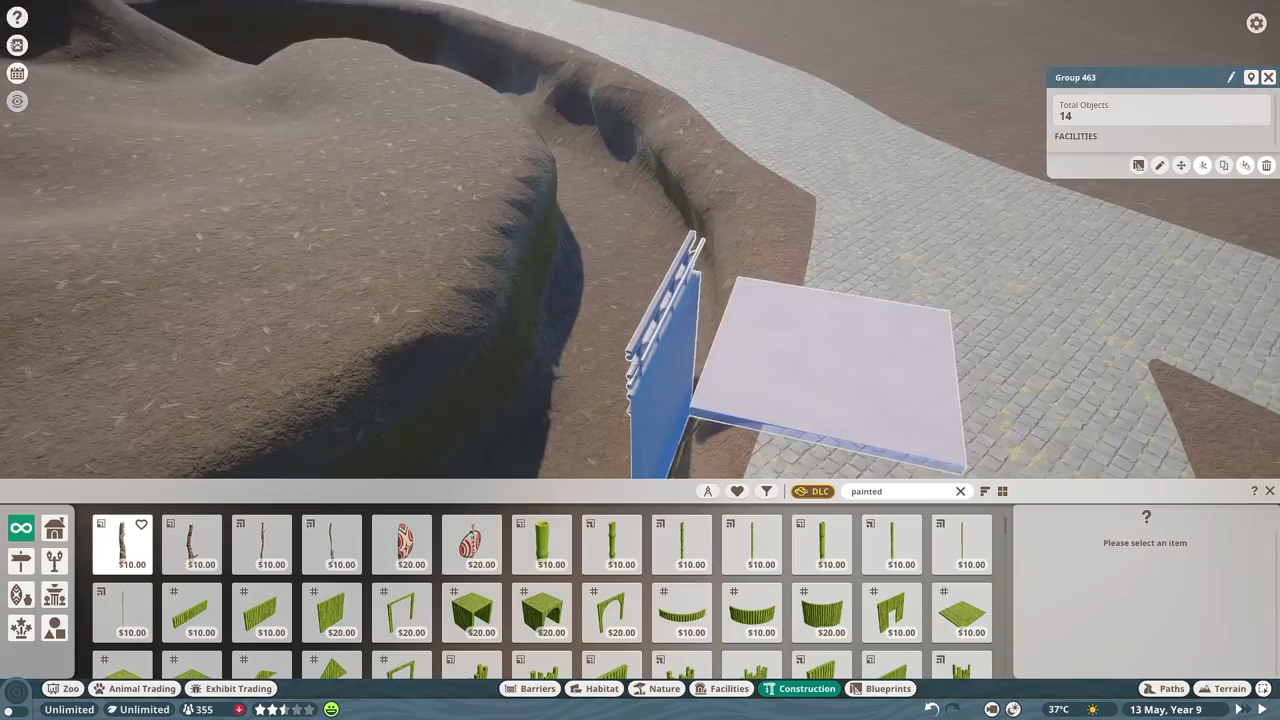 Group 463
Total Objects
14
FACILITIES
DLC
painted
$10.00 $10.00 $10.00 $10.00 $20.00 $20.00 $10.00 $10.00 $10.00 $10.00 $10.00 $10.00 $10.00
Please select an item
$10.00 $10.00 $10.00 $20.00 $20.00 $20.00 $20.00 $20.00 $10.00 $10.00 $20.00 $10.00 $10.00
Zoo Animal Trading Exhibit Trading Barriers Habitat Nature Facilities Construction Blueprints Paths Terrain
Unlimited Unlimited 355 37°C 13 May, Year 9